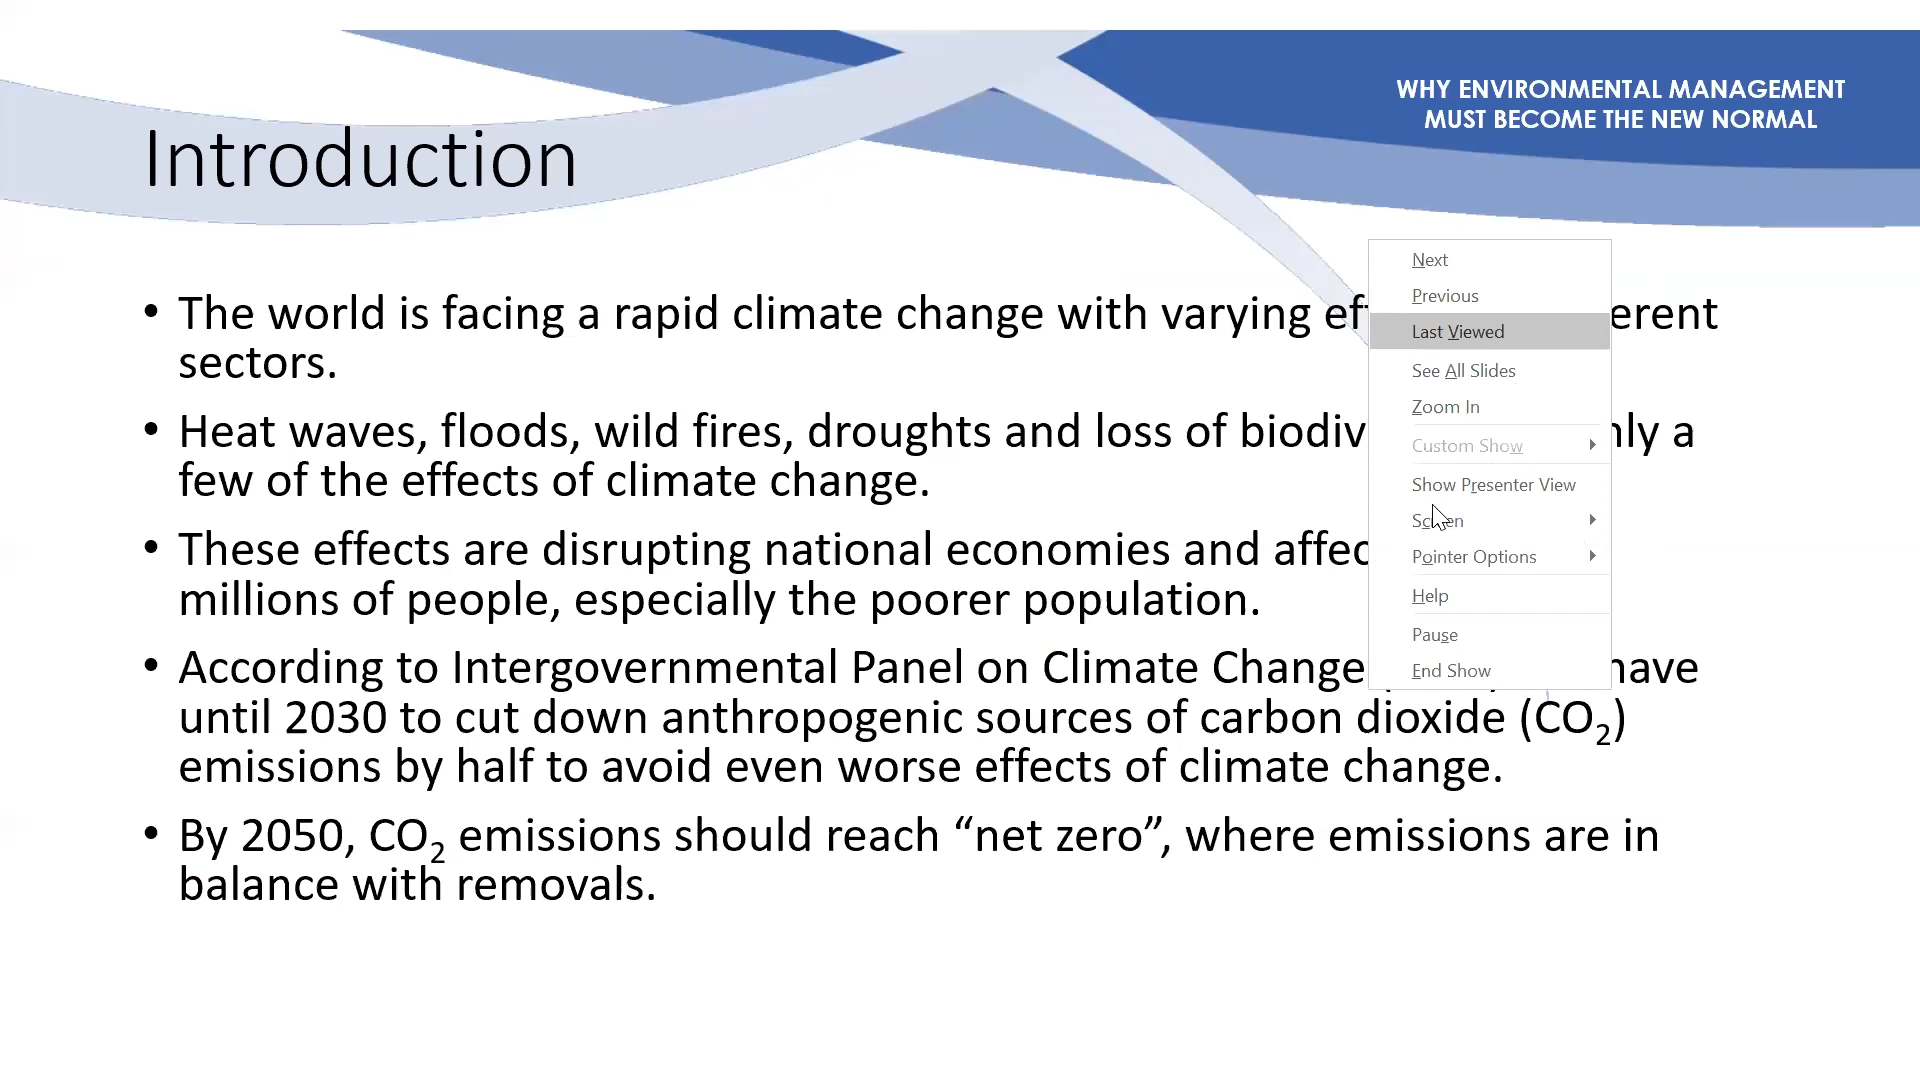 WHY ENVIRONMENTAL MANAGEMENT
MUST BECOME THE NEW NORMAL
Introduction
• The world is facing a rapid climate change with varying
sectors.
• Heat waves, floods, wild fires, droughts and loss of a
few of the effects of climate change.
• These effects are disrupting national economies and
millions of people, especially the poorer population.
• According to Intergovernmental Panel on Climate Change have
until 2030 to cut down anthropogenic sources of carbon dioxide (CO₂)
emissions by half to avoid even worse effects of climate change.
• By 2050, CO₂ emissions should reach “net zero”, where emissions are in
balance with removals.
Next
Previous
Last Viewed
See All Slides
Zoom In
Custom Show
Show Presenter View
Screen
Pointer Options
Help
Pause
End Show